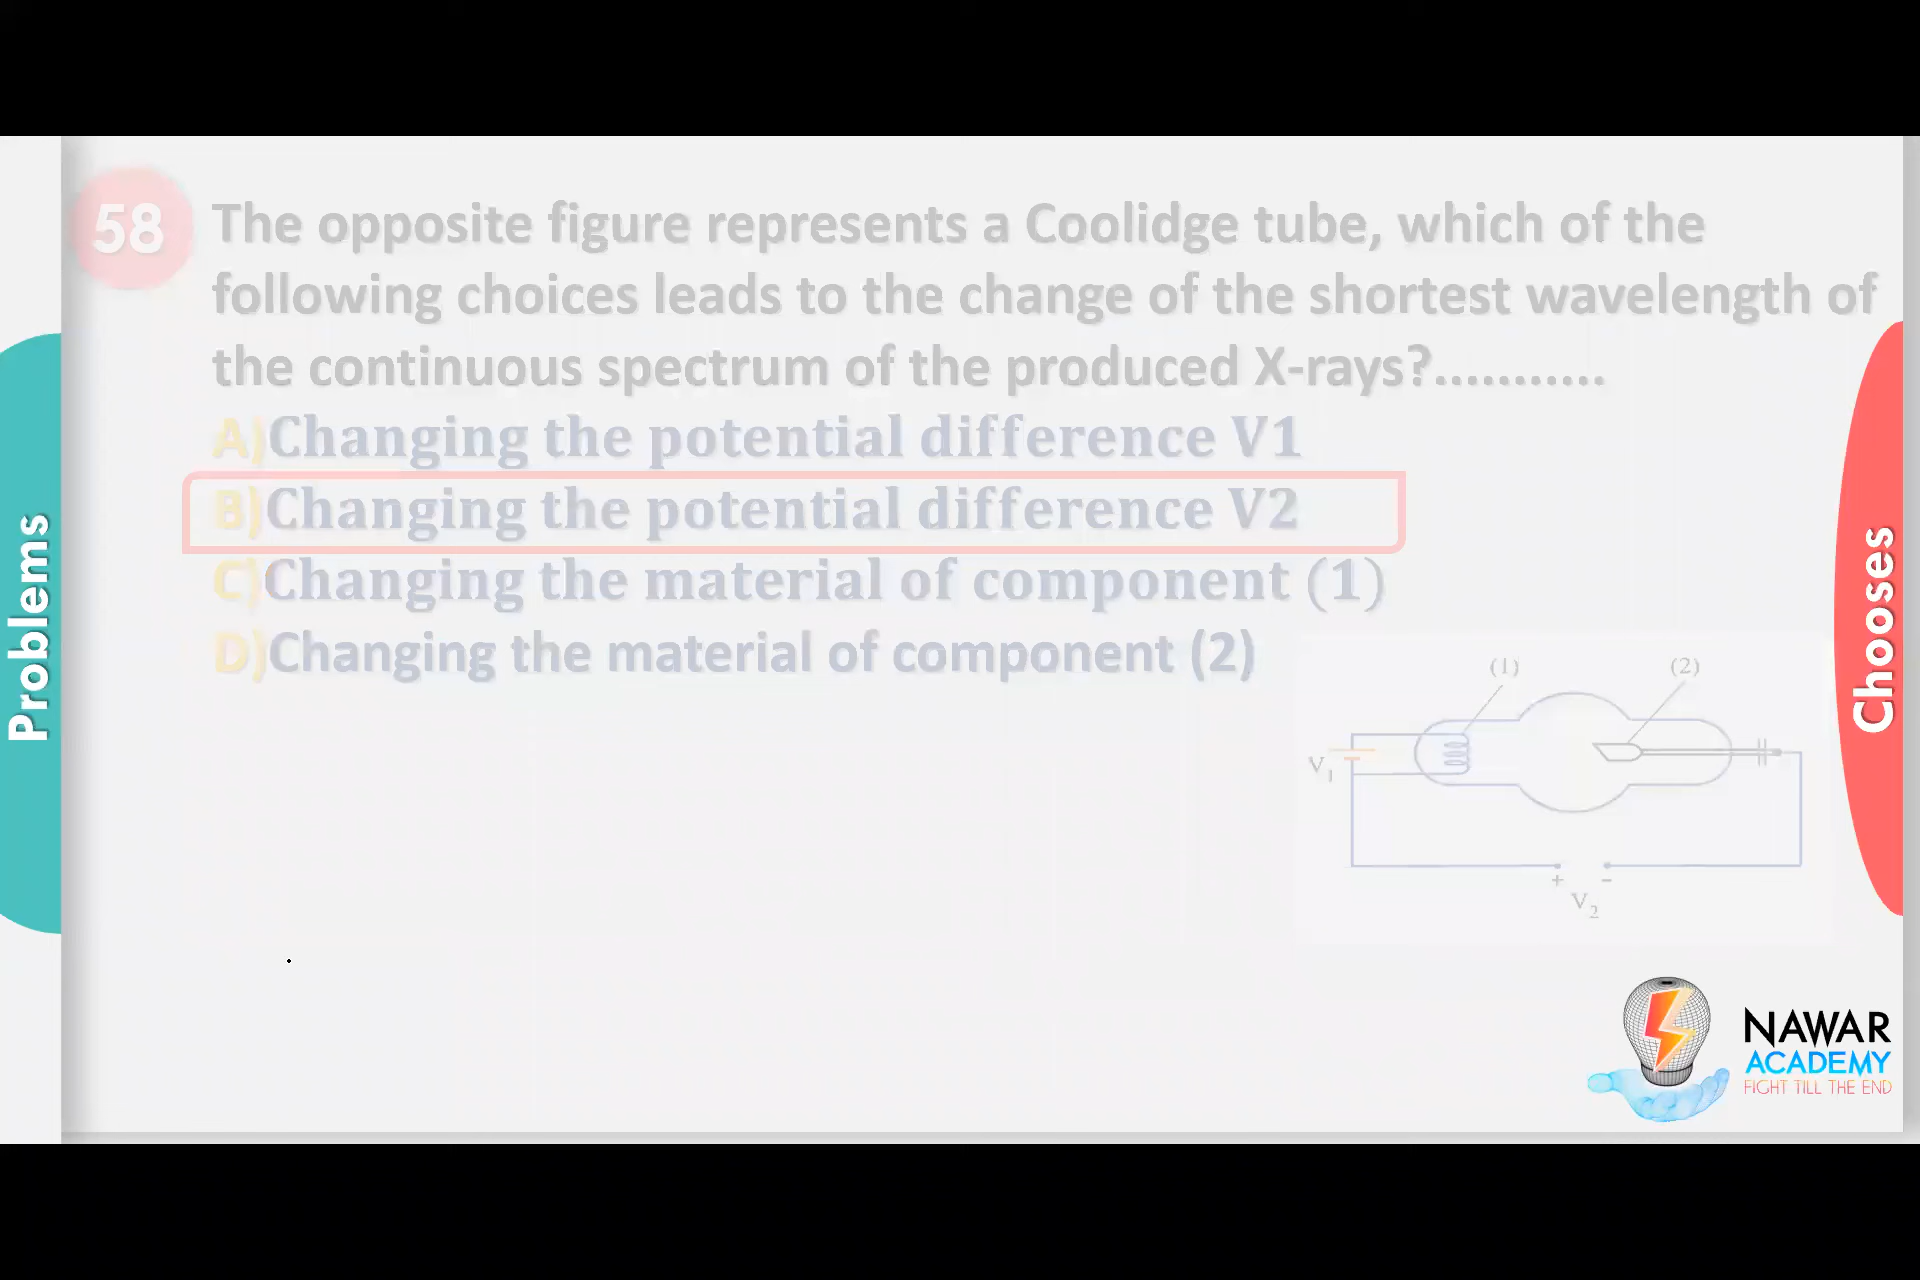 58
The opposite figure represents a Coolidge tube, which of the
following choices leads to the change of the shortest wavelength of
the continuous spectrum of the produced X-rays?...........
A)Changing the potential difference V1
B)Changing the potential difference V2
C)Changing the material of component (1)
D)Changing the material of component (2)
(1)
(2)
V1
+ -
V2
Problems
Chooses
NAWAR
ACADEMY
FIGHT TILL THE END